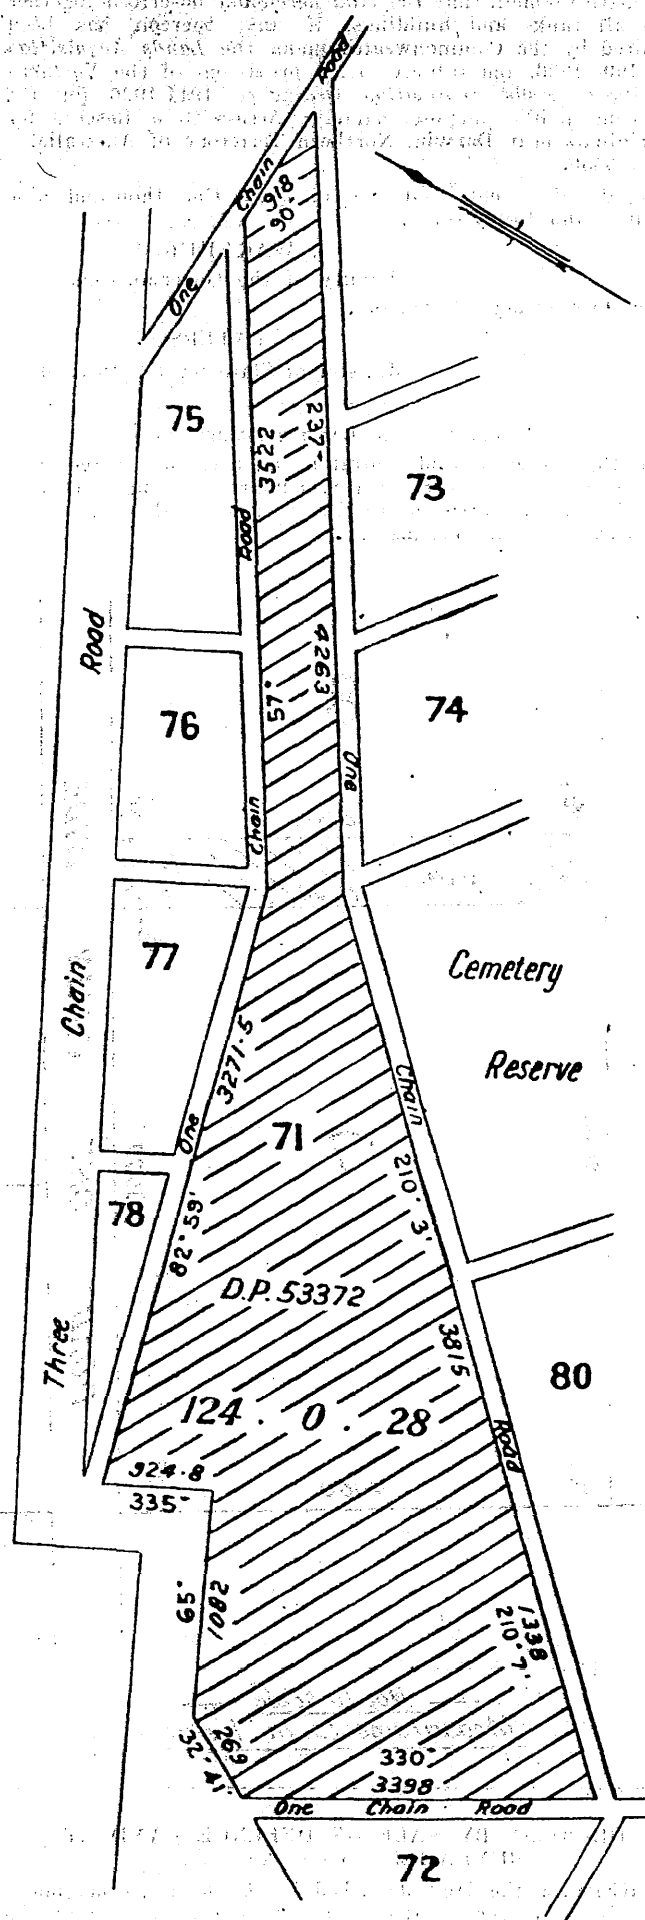 Road
Chain
One
918
90°
75
3522
237°
73
Road
Road
4263
57°
76
74
One
Chain
77
Cemetery
Reserve
Chain
3271·5
Chain
One
71
210° 3'
78
82° 59'
D.P. 53372
Three
3815
80
124 . 0 . 28
Road
924·8
335°
65°
1082
1338
210° 7'
269
32° 41'
330°
3398
One Chain Road
72